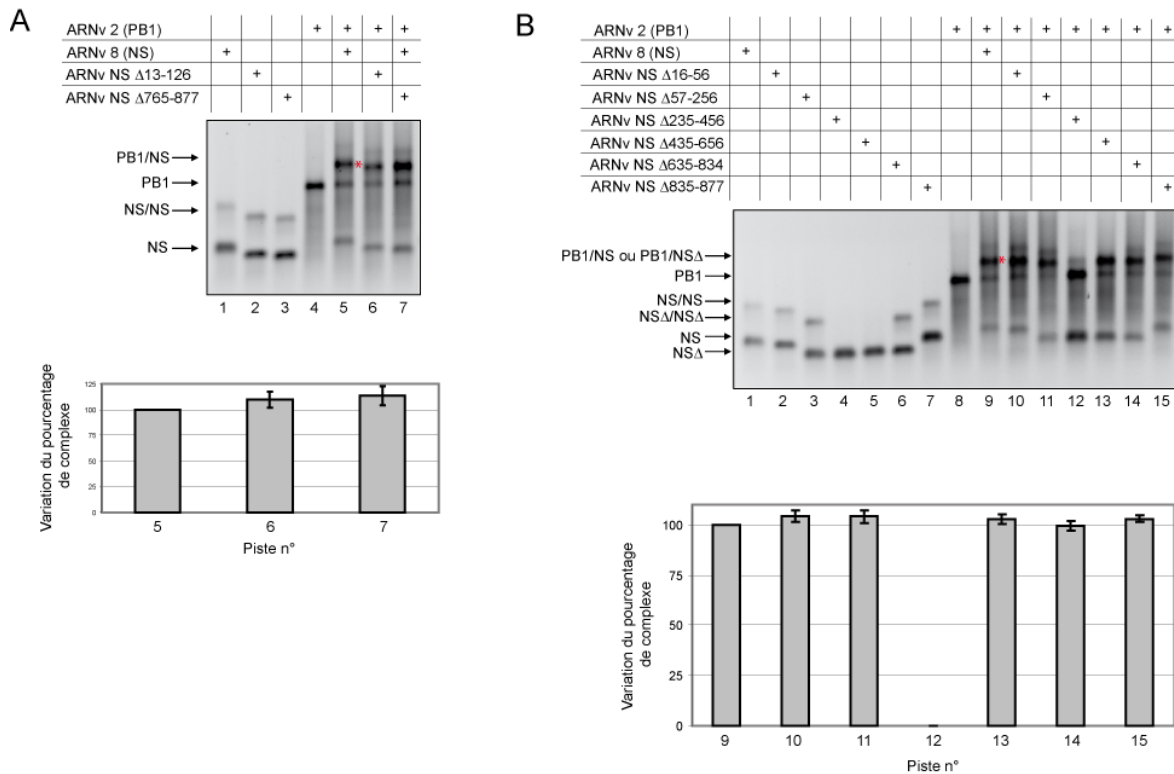 A
ARNv 2 (PB1) + + + +
ARNv 8 (NS) + + +
ARNv NS Δ13-126 + +
ARNv NS Δ765-877 + +
PB1/NS
*
PB1
NS/NS
NS
1 2 3 4 5 6 7
Variation du pourcentage
de complexe
125
100
75
50
25
0
5 6 7
Piste n°
B
ARNv 2 (PB1) + + + + + + + +
ARNv 8 (NS) + +
ARNv NS Δ16-56 + +
ARNv NS Δ57-256 + +
ARNv NS Δ235-456 + +
ARNv NS Δ435-656 + +
ARNv NS Δ635-834 + +
ARNv NS Δ835-877 + +
PB1/NS ou PB1/NSΔ
*
PB1
NS/NS
NSΔ/NSΔ
NS
NSΔ
1 2 3 4 5 6 7 8 9 10 11 12 13 14 15
Variation du pourcentage
de complexe
100
75
50
25
0
9 10 11 12 13 14 15
Piste n°